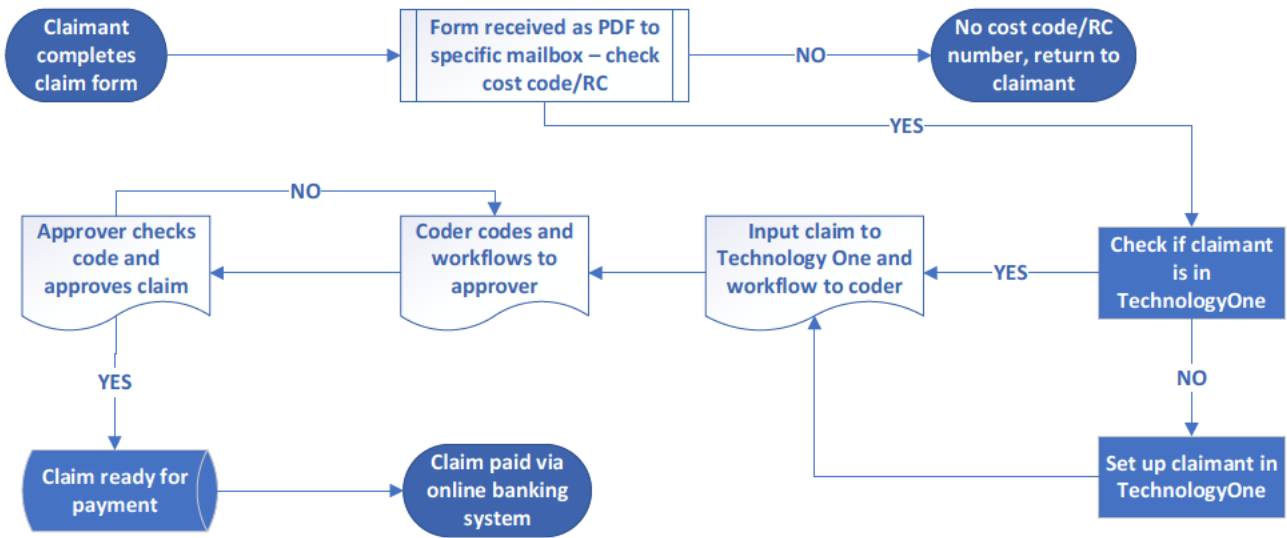 Claimant
completes
claim form
Form received as PDF to
specific mailbox – check
cost code/RC
NO
No cost code/RC
number, return to
claimant
YES
NO
Approver checks
code and
approves claim
Coder codes and
workflows to
approver
Input claim to
Technology One and
workflow to coder
YES
Check if claimant
is in
TechnologyOne
YES
NO
Claim ready for
payment
Claim paid via
online banking
system
Set up claimant in
TechnologyOne